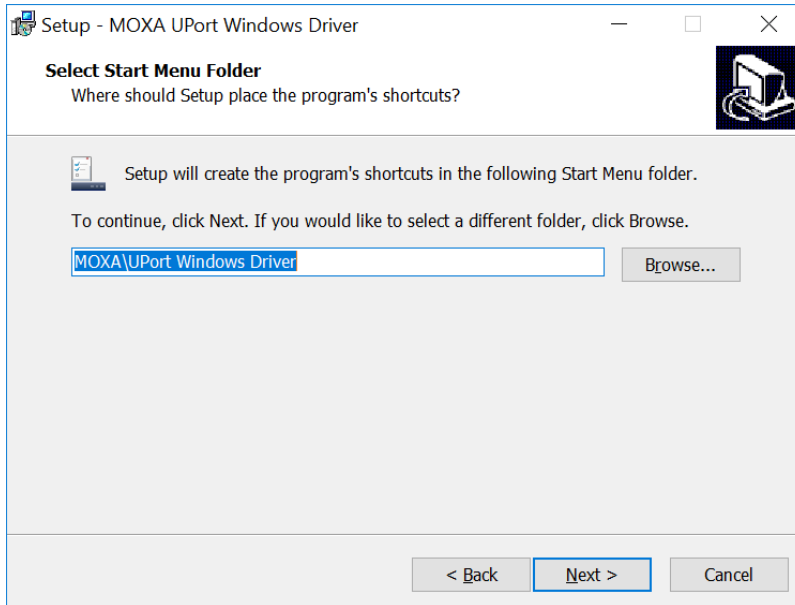 Setup - MOXA UPort Windows Driver
Select Start Menu Folder
Where should Setup place the program's shortcuts?
Setup will create the program's shortcuts in the following Start Menu folder.
To continue, click Next. If you would like to select a different folder, click Browse.
MOXA\UPort Windows Driver
Browse...
< Back
Next >
Cancel